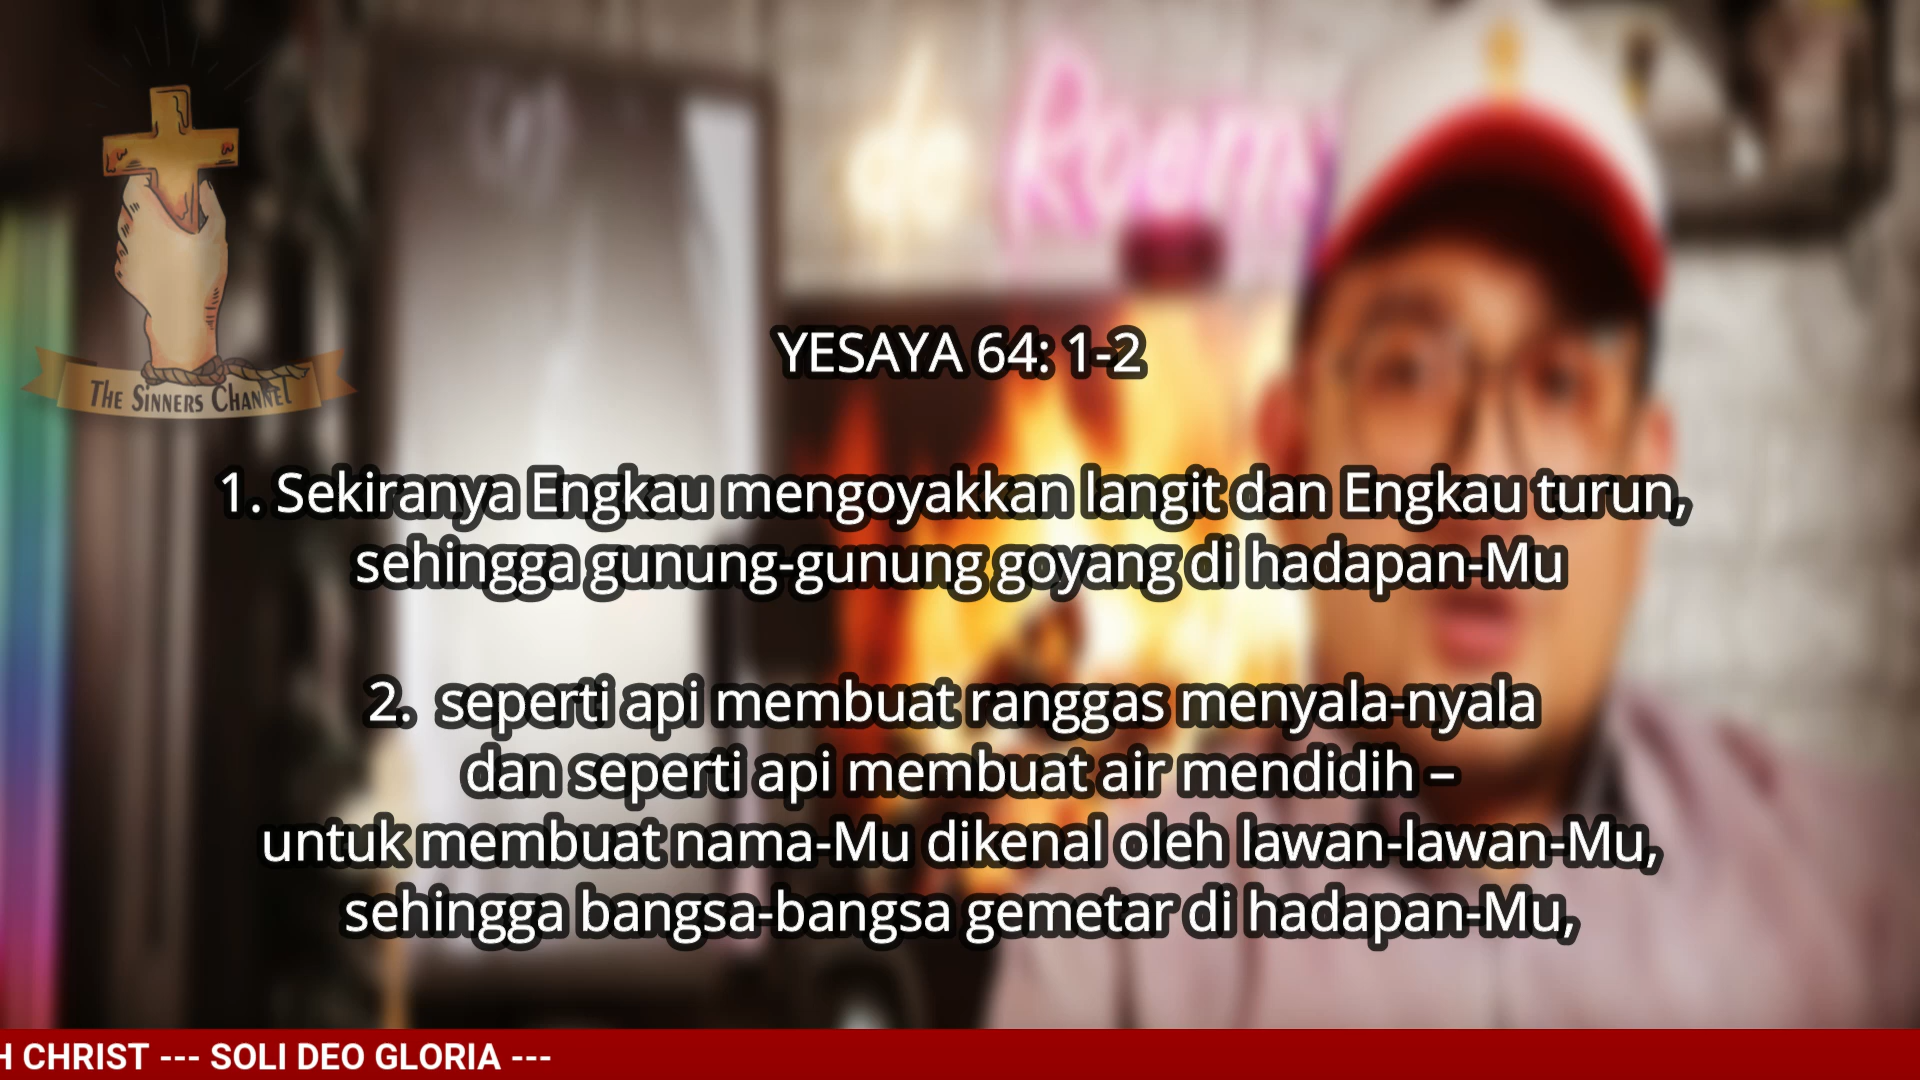 de Room
THE SINNERS CHANNEL
YESAYA 64: 1-2
1. Sekiranya Engkau mengoyakkan langit dan Engkau turun,
sehingga gunung-gunung goyang di hadapan-Mu
2. seperti api membuat ranggas menyala-nyala
dan seperti api membuat air mendidih –
untuk membuat nama-Mu dikenal oleh lawan-lawan-Mu,
sehingga bangsa-bangsa gemetar di hadapan-Mu,
H CHRIST --- SOLI DEO GLORIA ---